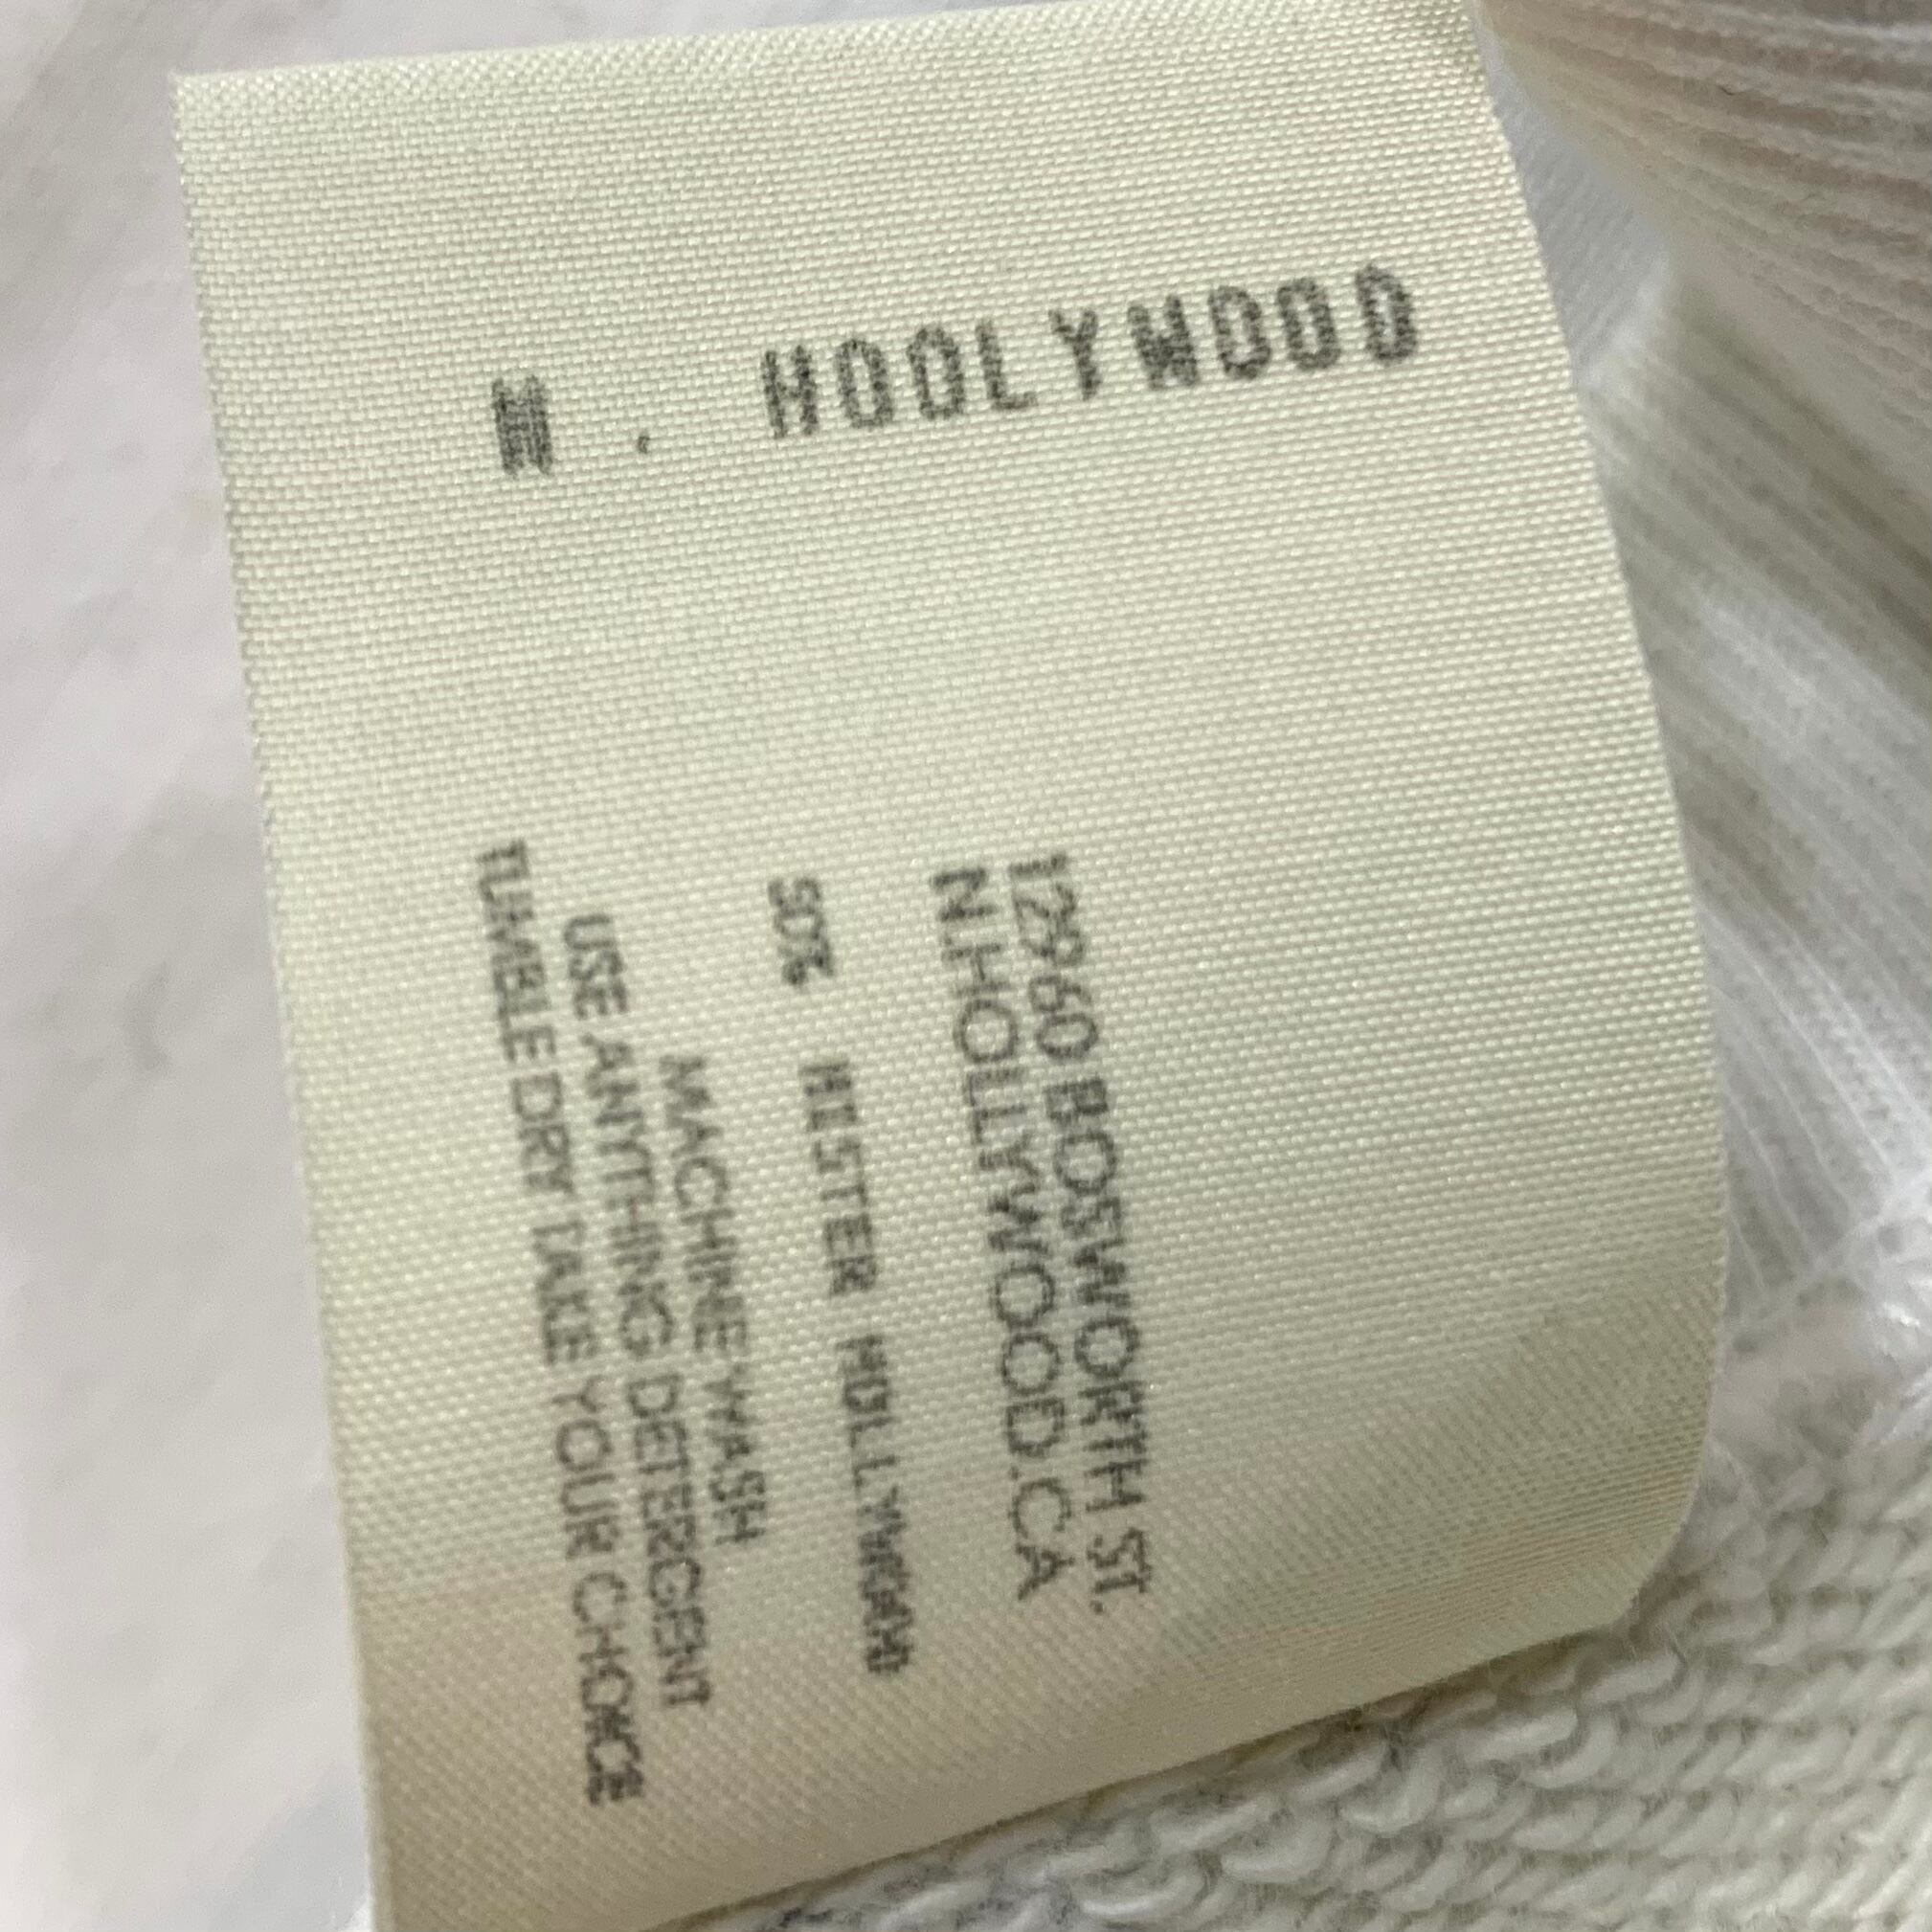 N. HOOLYWOOD
12960 BOSWORTH ST.
N.HOLLYWOOD.CA
50% MISTER HOLLYWOOD
MACHINE WASH
USE ANYTHING DETERGENT
TUMBLE DRY TAKE YOUR CHOICE